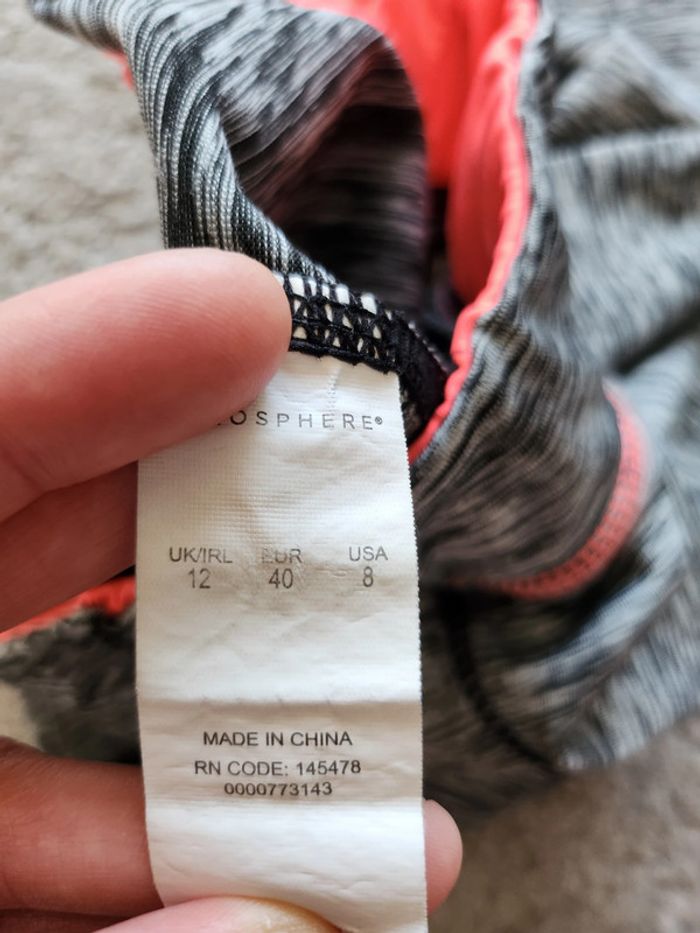 OSPHERE®
UK/IRL EUR USA
12 40 8
MADE IN CHINA
RN CODE: 145478
0000773143